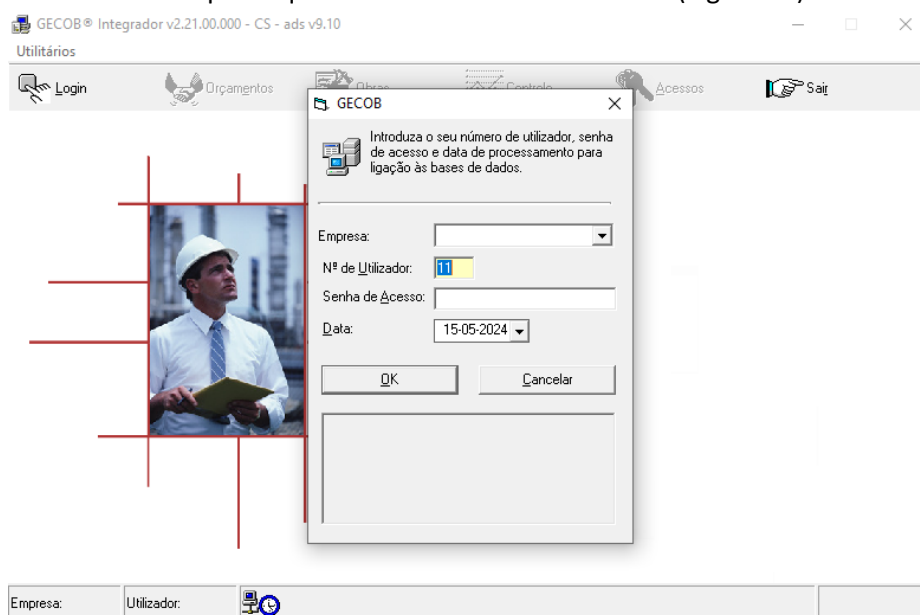 GECOB® Integrador v2.21.00.000 - CS - ads v9.10
Utilitários
Login Orçamentos Obras Controlo Acessos Sair
GECOB
Introduza o seu número de utilizador, senha
de acesso e data de processamento para
ligação às bases de dados.
Empresa:
Nº de Utilizador: 11
Senha de Acesso:
Data: 15-05-2024
OK Cancelar
Empresa: Utilizador: